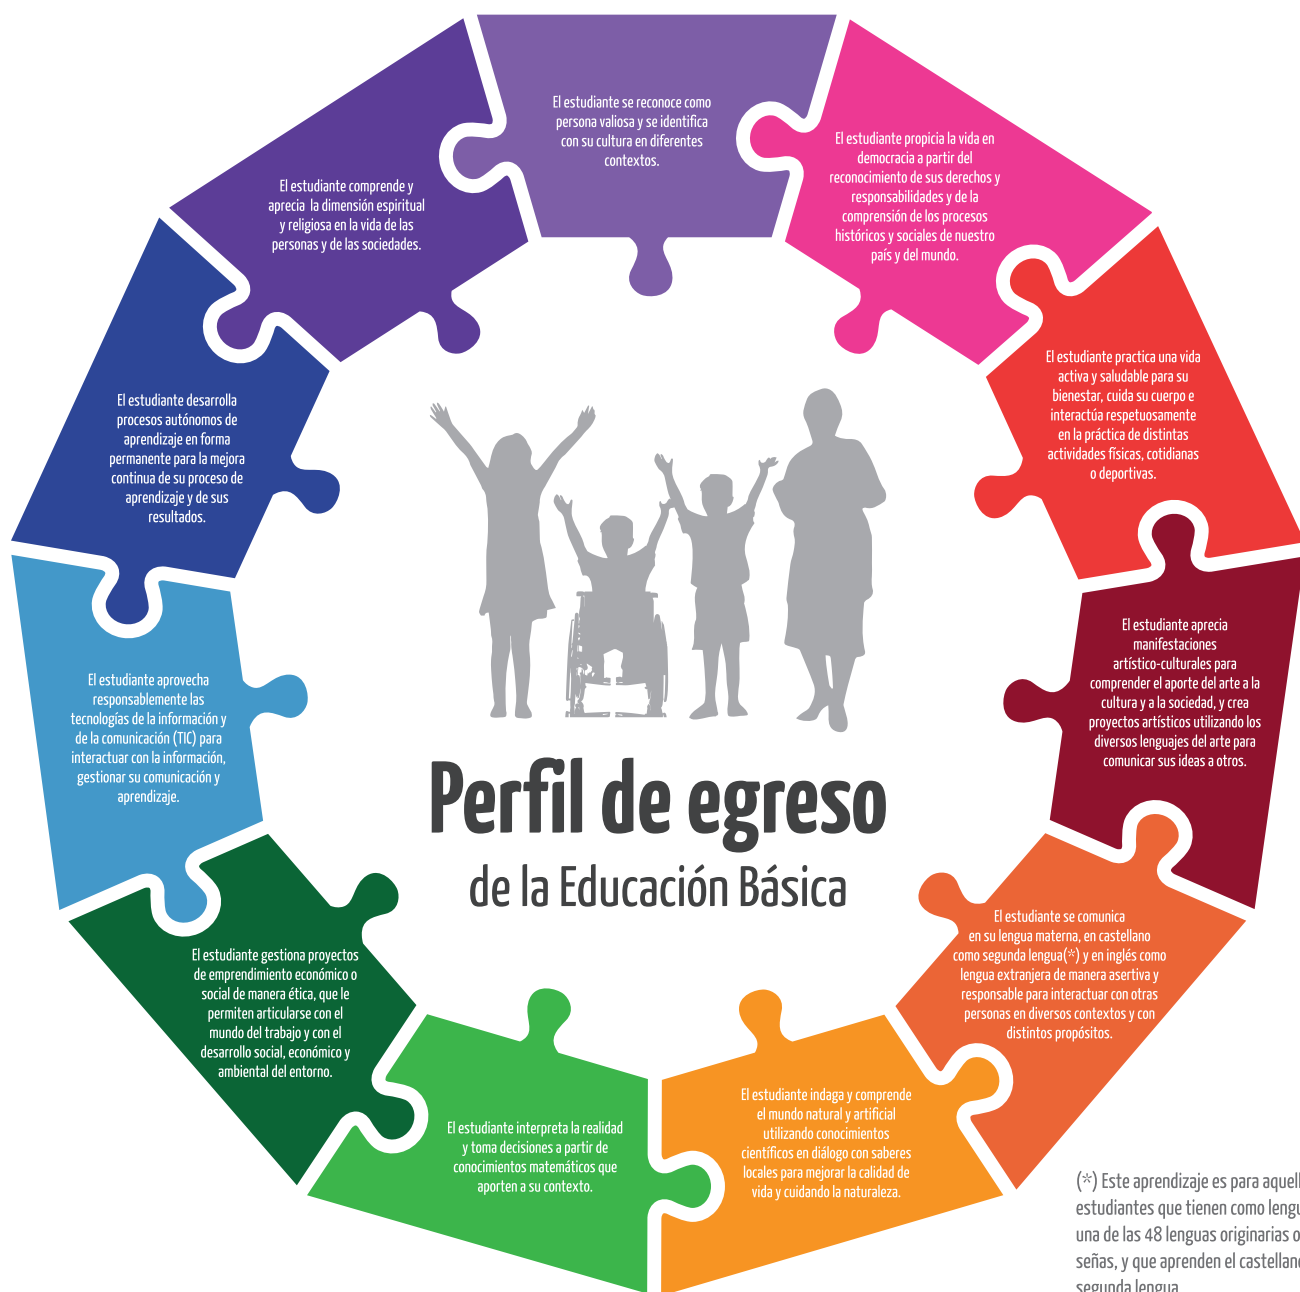 El estudiante se reconoce como
persona valiosa y se identifica
con su cultura en diferentes
contextos.
El estudiante propicia la vida en
democracia a partir del
reconocimiento de sus derechos y
responsabilidades y de la
comprensión de los procesos
históricos y sociales de nuestro
país y del mundo.
El estudiante practica una vida
activa y saludable para su
bienestar, cuida su cuerpo e
interactúa respetuosamente
en la práctica de distintas
actividades físicas, cotidianas
o deportivas.
El estudiante aprecia
manifestaciones
artístico-culturales para
comprender el aporte del arte a la
cultura y a la sociedad, y crea
proyectos artísticos utilizando los
diversos lenguajes del arte para
comunicar sus ideas a otros.
El estudiante se comunica
en su lengua materna, en castellano
como segunda lengua(*) y en inglés como
lengua extranjera de manera asertiva y
responsable para interactuar con otras
personas en diversos contextos y con
distintos propósitos.
El estudiante indaga y comprende
el mundo natural y artificial
utilizando conocimientos
científicos en diálogo con saberes
locales para mejorar la calidad de
vida y cuidando la naturaleza.
El estudiante interpreta la realidad
y toma decisiones a partir de
conocimientos matemáticos que
aporten a su contexto.
El estudiante gestiona proyectos
de emprendimiento económico o
social de manera ética, que le
permiten articularse con el
mundo del trabajo y con el
desarrollo social, económico y
ambiental del entorno.
El estudiante aprovecha
responsablemente las
tecnologías de la información y
de la comunicación (TIC) para
interactuar con la información,
gestionar su comunicación y
aprendizaje.
El estudiante desarrolla
procesos autónomos de
aprendizaje en forma
permanente para la mejora
continua de su proceso de
aprendizaje y de sus
resultados.
El estudiante comprende y
aprecia la dimensión espiritual
y religiosa en la vida de las
personas y de las sociedades.
Perfil de egreso
de la Educación Básica
(*) Este aprendizaje es para
estudiantes que tienen como
una de las 48 lenguas originarias
señas, y que aprenden el
segunda lengua